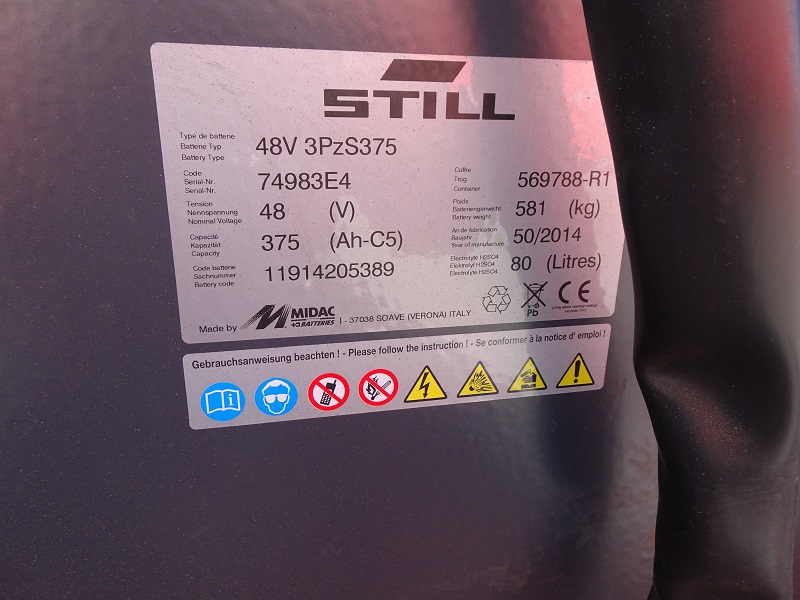 STILL
Type de batterie
Batterie Typ
Battery Type
48V 3PzS375
Code
Serial-Nr.
Serial-Nr.
74983E4
Tension
Nennspannung
Nominal Voltage
48 (V)
Capacité
Kapazität
Capacity
375 (Ah-C5)
Code batterie
Sachnummer
Battery code
11914205389
Coffre
Trog
Container
569788-R1
Poids
Batteriengewicht
Battery weight
581 (kg)
An de fabrication
Baujahr
Year of manufacture
50/2014
Electrolyte H2SO4
Elektrolyt H2SO4
Electrolyte H2SO4
80 (Litres)
Made by MIDAC +BATTERIES I - 37038 SOAVE (VERONA) ITALY
Pb
CE
Gebrauchsanweisung beachten ! - Please follow the instruction ! - Se conformer à la notice d' emploi !